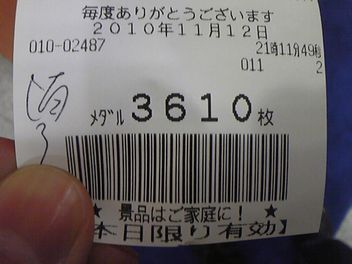 毎度ありがとうございます
2010年11月12日
010-02487 21時11分49秒
011 2
メダル 3610枚
★ 景品はご家庭に! ★
本日限り有効】